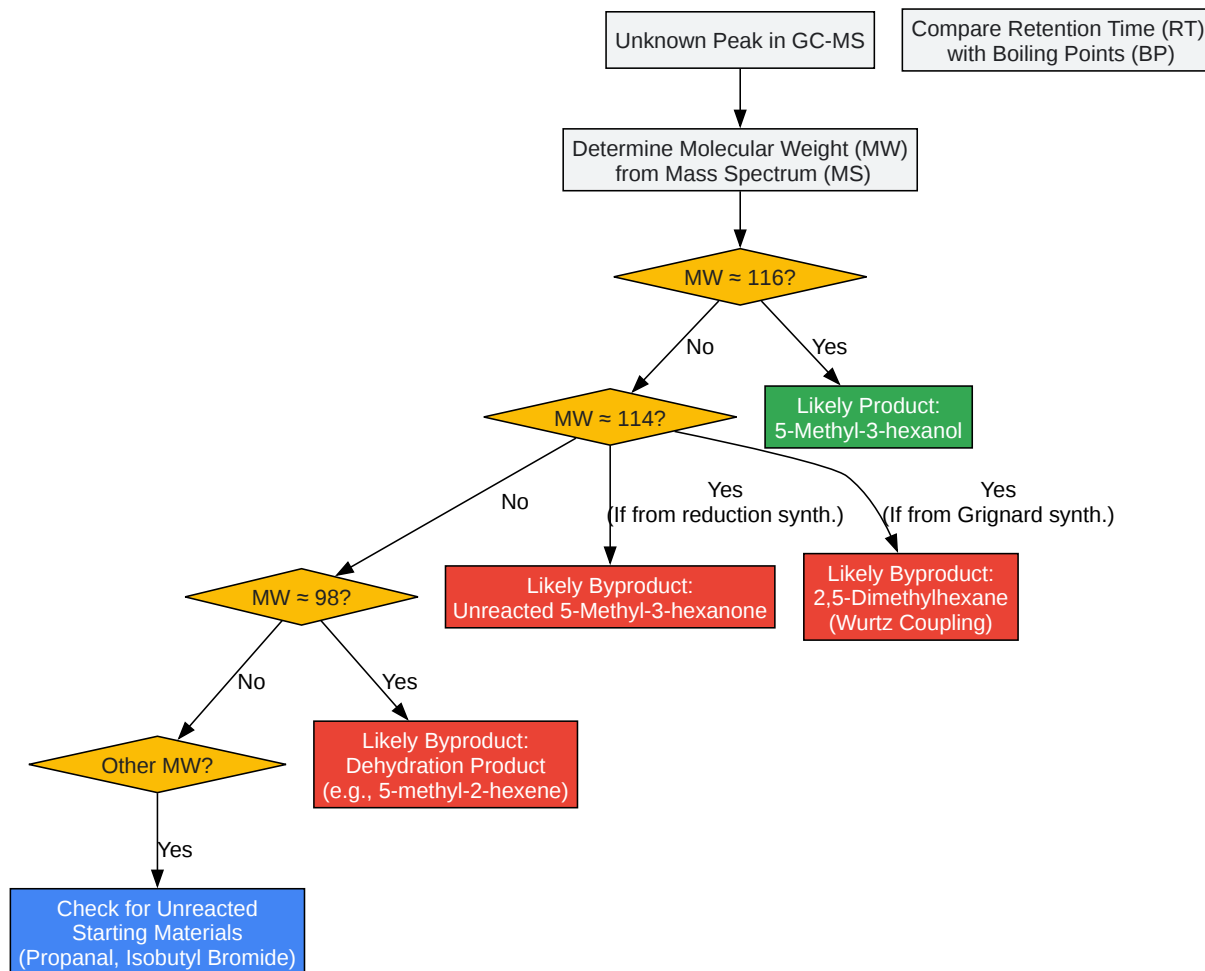 Unknown Peak in GC-MS
Compare Retention Time (RT)
with Boiling Points (BP)
Determine Molecular Weight (MW)
from Mass Spectrum (MS)
MW ≈ 116?
No
Yes
MW ≈ 114?
Likely Product:
5-Methyl-3-hexanol
No
Yes
(If from reduction synth.)
Yes
(If from Grignard synth.)
MW ≈ 98?
Likely Byproduct:
Unreacted 5-Methyl-3-hexanone
Likely Byproduct:
2,5-Dimethylhexane
(Wurtz Coupling)
No
Yes
Other MW?
Likely Byproduct:
Dehydration Product
(e.g., 5-methyl-2-hexene)
Yes
Check for Unreacted
Starting Materials
(Propanal, Isobutyl Bromide)